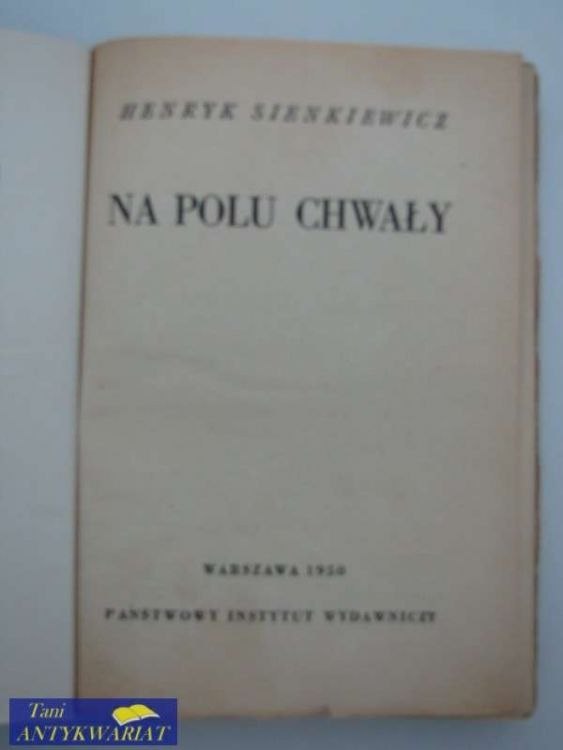 HENRYK SIENKIEWICZ
NA POLU CHWAŁY
WARSZAWA 1950
PAŃSTWOWY INSTYTUT WYDAWNICZY
Tani
ANTYKWARIAT